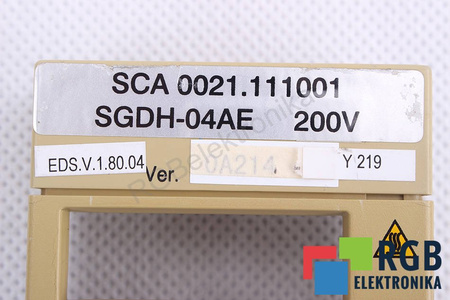 SCA 0021.111001
SGDH-04AE 200V
EDS.V.1.80.04 Ver. Y 219
RGB
ELEKTRONIKA